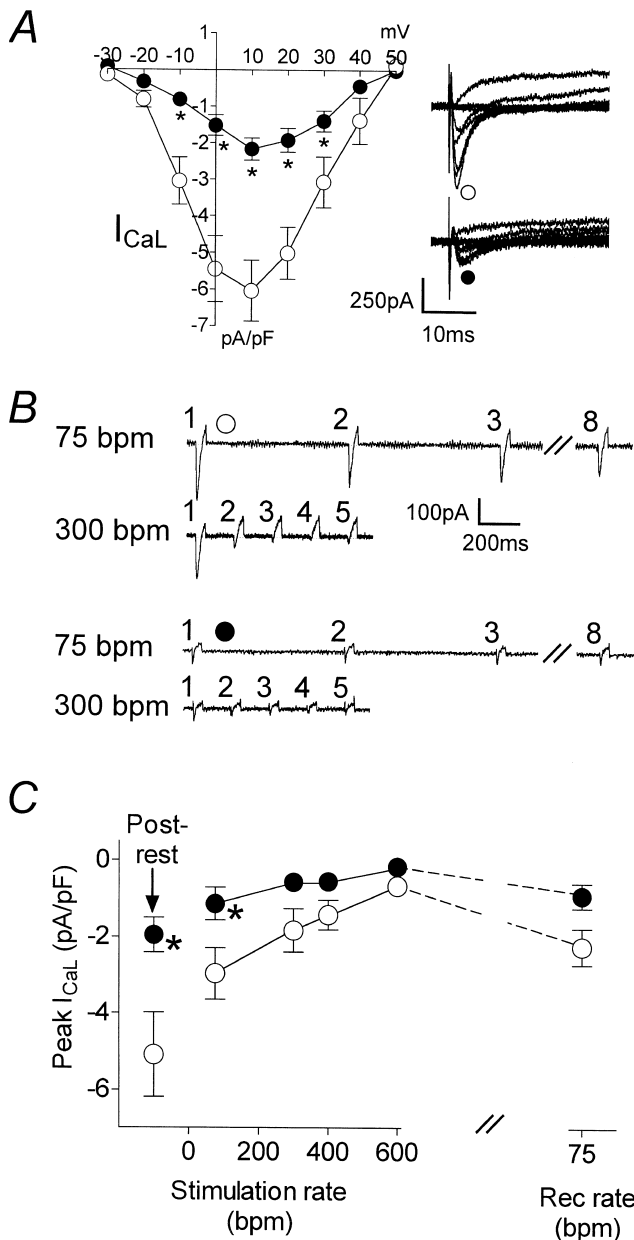 A
1
mV
-30 -20 -10 10 20 30 40 50
-1
-2
-3
-4
-5
-6
-7
* * * * *
I_CaL
pA/pF
250pA
10ms
B
75 bpm
1 2 3 8
300 bpm
1 2 3 4 5
100pA
200ms
75 bpm
1 2 3 8
300 bpm
1 2 3 4 5
C
Post-
rest
Peak I_CaL (pA/pF)
0
-2
-4
-6
* *
0 200 400 600
75
Stimulation rate
(bpm)
Rec rate
(bpm)